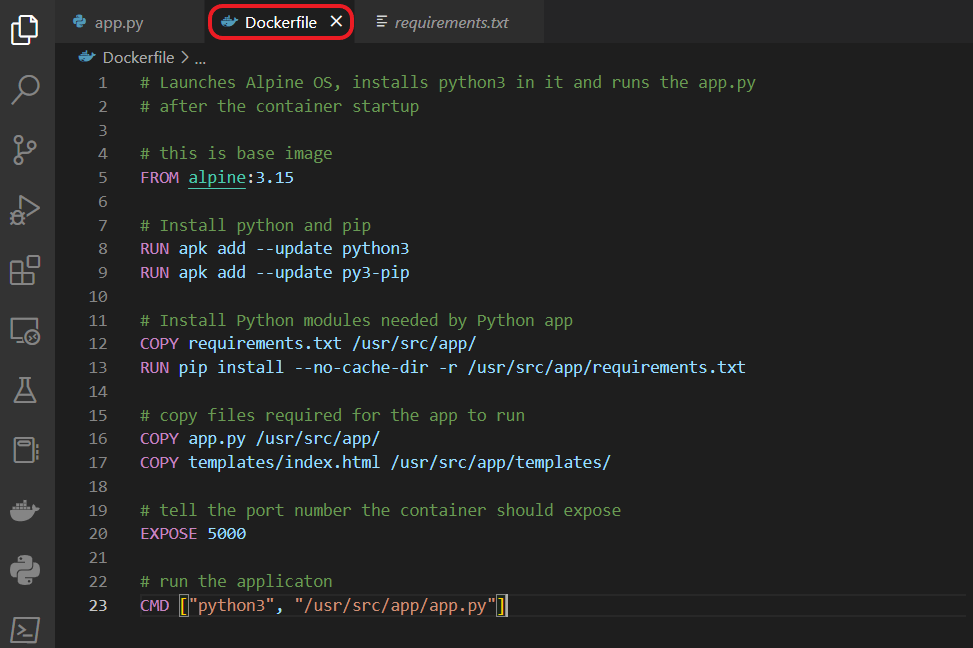 app.py Dockerfile requirements.txt
Dockerfile > ...
1 # Launches Alpine OS, installs python3 in it and runs the app.py
2 # after the container startup
3
4 # this is base image
5 FROM alpine:3.15
6
7 # Install python and pip
8 RUN apk add --update python3
9 RUN apk add --update py3-pip
10
11 # Install Python modules needed by Python app
12 COPY requirements.txt /usr/src/app/
13 RUN pip install --no-cache-dir -r /usr/src/app/requirements.txt
14
15 # copy files required for the app to run
16 COPY app.py /usr/src/app/
17 COPY templates/index.html /usr/src/app/templates/
18
19 # tell the port number the container should expose
20 EXPOSE 5000
21
22 # run the applicaton
23 CMD ["python3", "/usr/src/app/app.py"]